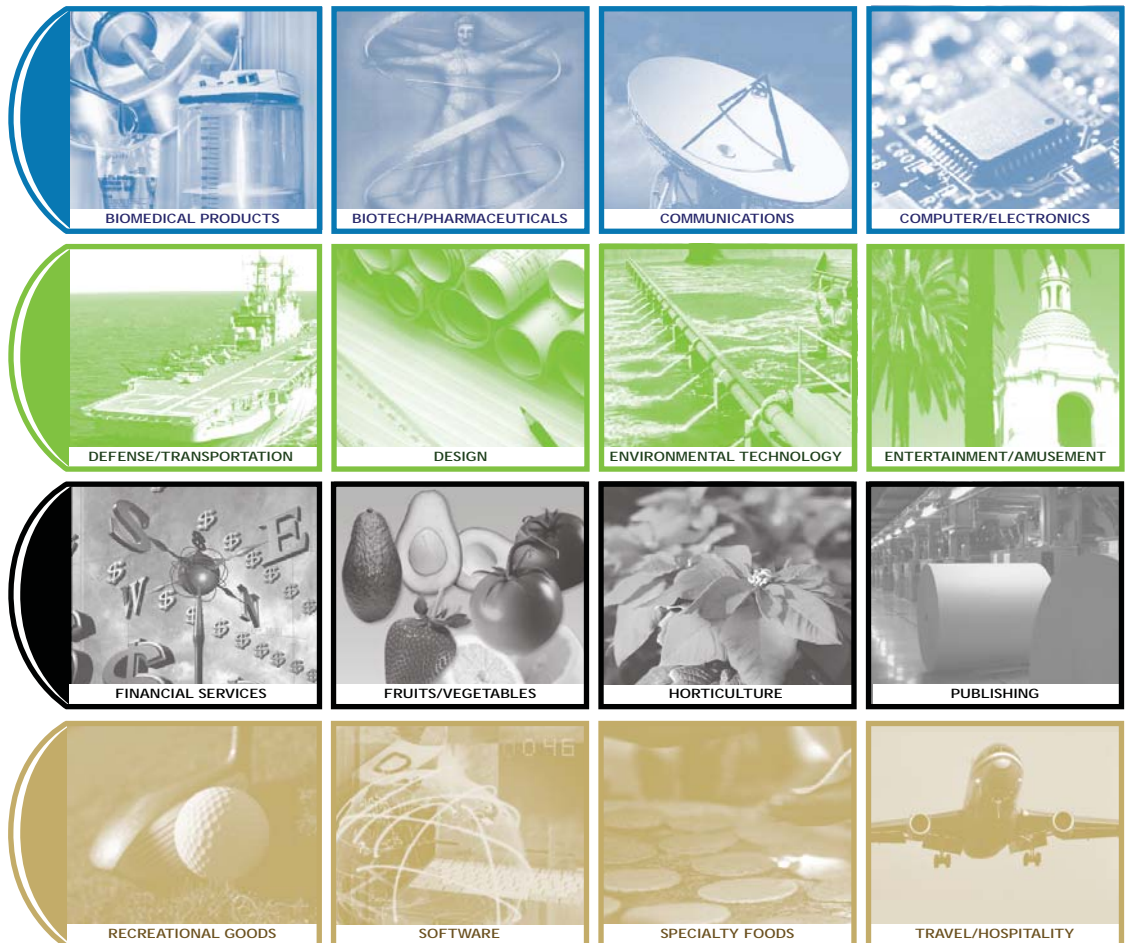 BIOMEDICAL PRODUCTS
BIOTECH/PHARMACEUTICALS
COMMUNICATIONS
COMPUTER/ELECTRONICS
DEFENSE/TRANSPORTATION
DESIGN
ENVIRONMENTAL TECHNOLOGY
ENTERTAINMENT/AMUSEMENT
FINANCIAL SERVICES
FRUITS/VEGETABLES
HORTICULTURE
PUBLISHING
RECREATIONAL GOODS
SOFTWARE
SPECIALTY FOODS
TRAVEL/HOSPITALITY